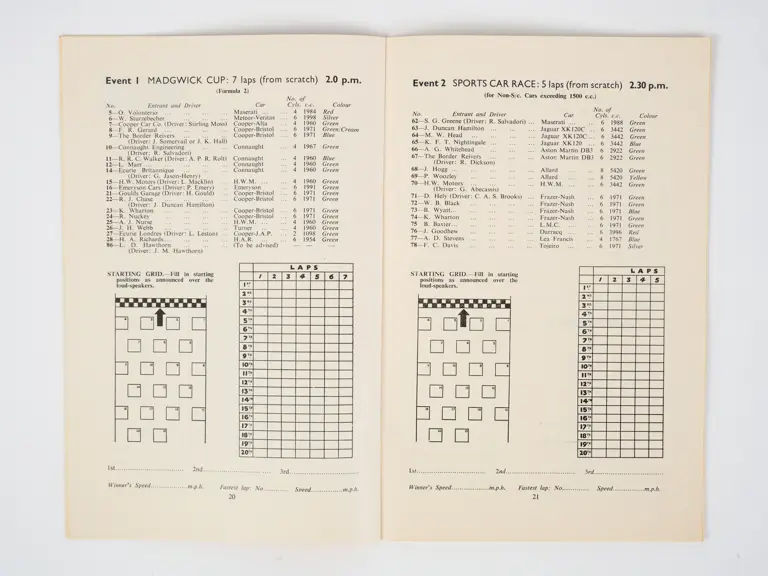 Event 1 MADGWICK CUP: 7 laps (from scratch) 2.0 p.m.
(Formula 2)
No. of
No. Entrant and Driver Car Cyls. c.c. Colour
5—O. Volonterio ... ... ... ... Maserati ... ... 4 1984 Red
6—W. Sturzebecher ... ... ... Meteor-Veritas ... 6 1998 Silver
7—Cooper Car Co. (Driver: Stirling Moss) Cooper-Alta ... 4 1960 Green
8—F. R. Gerard ... ... ... Cooper-Bristol ... 6 1971 Green/Cream
9—The Border Reivers ... ... Cooper-Bristol ... 6 1971 Blue
(Driver: J. Somervail or J. K. Hall)
10—Connaught Engineering ... ... Connaught ... 4 1967 Green
(Driver: R. Salvadori)
11—R. R. C. Walker (Driver: A. P. R. Rolt) Connaught ... 4 1960 Blue
12—L. Marr ... ... ... ... Connaught ... 4 1960 Green
14—Ecurie Britannique ... ... Connaught ... 4 1960 Green
(Driver: G. Jason-Henry)
15—H.W. Motors (Driver: L. Macklin) H.W.M. ... 4 1960 Green
16—Emeryson Cars (Driver: P. Emery) Emeryson ... 6 1991 Green
21—Goulds Garage (H. Gould) ... Cooper-Bristol ... 6 1971 Green
22—R. J. Chase ... ... ... Cooper-Bristol ... 6 1971 Green
(Driver: J. Duncan Hamilton)
23—K. Wharton ... ... ... Cooper-Bristol ... 6 1971 Green
24—R. Nuckey ... ... ... Cooper-Bristol ... 6 1971 Green
25—A. J. Nurse ... ... ... H.W.M. ... 4 1960 Green
26—J. H. Webb ... ... ... Turner ... 4 1960 Green
27—Ecurie Londres (Driver: L. Leston) Cooper-J.A.P. ... 2 1098 Green
28—H. A. Richards ... ... ... H.A.R. ... 6 1954 Green
86—L. D. Hawthorn ... ... (To be advised) ... — —
(Driver: J. M. Hawthorn)
STARTING GRID.—Fill in starting
positions as announced over the
loud-speakers.
LAPS
1 2 3 4 5 6 7
1ST
2ND
3RD
4TH
5TH
6TH
7TH
8TH
9TH
10TH
11TH
12TH
13TH
14TH
15TH
16TH
17TH
18TH
19TH
20TH
1st.............................. 2nd.............................. 3rd..............................
Winner's Speed...............m.p.h. Fastest lap: No............ Speed...............m.p.h.
20
Event 2 SPORTS CAR RACE: 5 laps (from scratch) 2.30 p.m.
(for Non-S/c. Cars exceeding 1500 c.c.)
No. of
No. Entrant and Driver Car Cyls. c.c. Colour
62—S. G. Greene (Driver: R. Salvadori) ... Maserati ... ... 6 1988 Green
63—J. Duncan Hamilton ... ... ... Jaguar XK120C ... 6 3442 Green
64—M. W. Head ... ... ... Jaguar XK120C ... 6 3442 Green
65—K. F. T. Nightingale ... ... Jaguar XK120 ... 6 3442 Blue
66—A. G. Whitehead ... ... ... Aston Martin DB3 6 2922 Green
67—The Border Reivers ... ... ... Aston Martin DB3 6 2922 Green
(Driver: R. Dickson)
68—J. Hogg ... ... ... ... Allard ... ... 8 5420 Green
69—P. Woozley ... ... ... Allard ... ... 8 5420 Yellow
70—H.W. Motors ... ... ... H.W.M. ... ... 6 3442 Green
(Driver: G. Abecassis)
71—D. Hely (Driver: C. A. S. Brooks) ... Frazer-Nash ... 6 1971 Green
72—W. B. Black ... ... ... Frazer-Nash ... 6 1971 Green
73—B. Wyatt ... ... ... Frazer-Nash ... 6 1971 Blue
74—K. Wharton ... ... ... Frazer-Nash ... 6 1971 Green
75—B. Baxter ... ... ... L.M.C. ... ... 6 1971 Green
76—J. Goodhew ... ... ... Darracq ... ... 6 3996 Red
77—A. D. Stevens ... ... ... Lea Francis ... 4 1767 Blue
78—F. C. Davis ... ... ... Tojeiro ... ... 6 1971 Silver
STARTING GRID.—Fill in starting
positions as announced over the
loud-speakers.
LAPS
1 2 3 4 5
1ST
2ND
3RD
4TH
5TH
6TH
7TH
8TH
9TH
10TH
11TH
12TH
13TH
14TH
15TH
16TH
17TH
18TH
19TH
20TH
1st.............................. 2nd.............................. 3rd..............................
Winner's Speed...............m.p.h. Fastest lap: No............ Speed...............m.p.h.
21